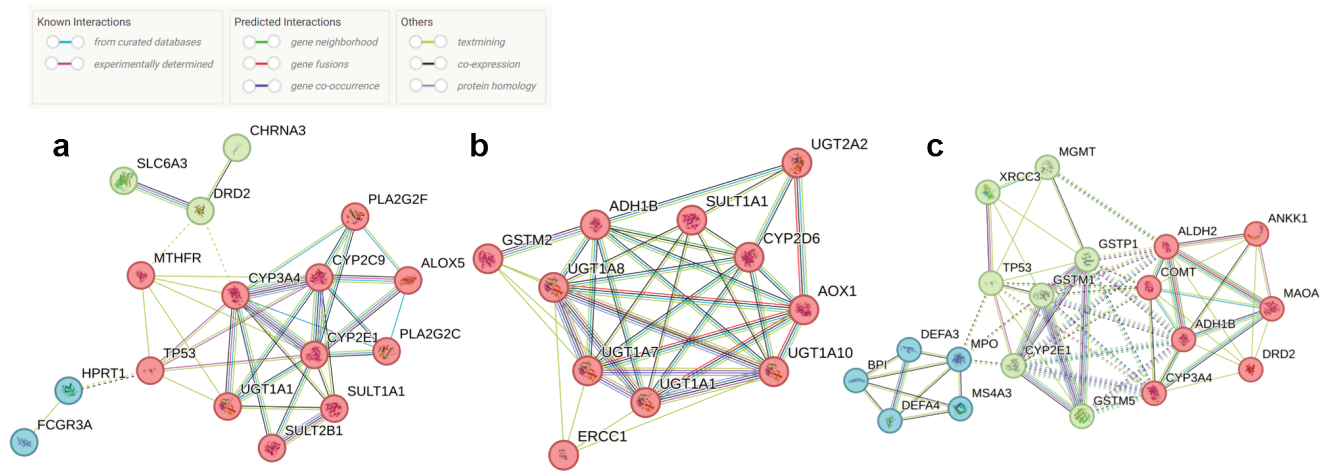 Known Interactions
from curated databases
experimentally determined
Predicted Interactions
gene neighborhood
gene fusions
gene co-occurrence
Others
textmining
co-expression
protein homology
a
CHRNA3
SLC6A3
DRD2
PLA2G2F
MTHFR
CYP2C9
CYP3A4
ALOX5
CYP2E1
PLA2G2C
TP53
HPRT1
UGT1A1
SULT1A1
FCGR3A
SULT2B1
b
UGT2A2
ADH1B
SULT1A1
GSTM2
CYP2D6
UGT1A8
AOX1
UGT1A7
UGT1A10
UGT1A1
ERCC1
c
MGMT
XRCC3
ANKK1
GSTP1
ALDH2
TP53
GSTM1
COMT
MAOA
DEFA3
MPO
ADH1B
CYP2E1
DRD2
BPI
MS4A3
CYP3A4
DEFA4
GSTM5